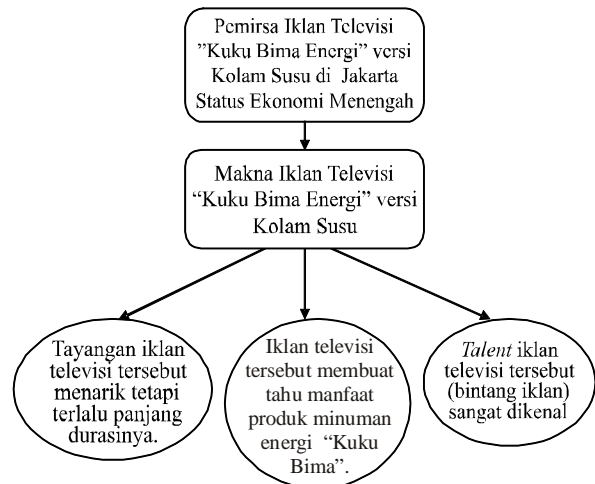 Pemirsa Iklan Televisi
”Kuku Bima Energi” versi
Kolam Susu di Jakarta
Status Ekonomi Menengah
Makna Iklan Televisi
“Kuku Bima Energi” versi
Kolam Susu
Tayangan iklan
televisi tersebut
menarik tetapi
terlalu panjang
durasinya.
Iklan televisi
tersebut membuat
tahu manfaat
produk minuman
energi “Kuku
Bima”.
Talent iklan
televisi tersebut
(bintang iklan)
sangat dikenal